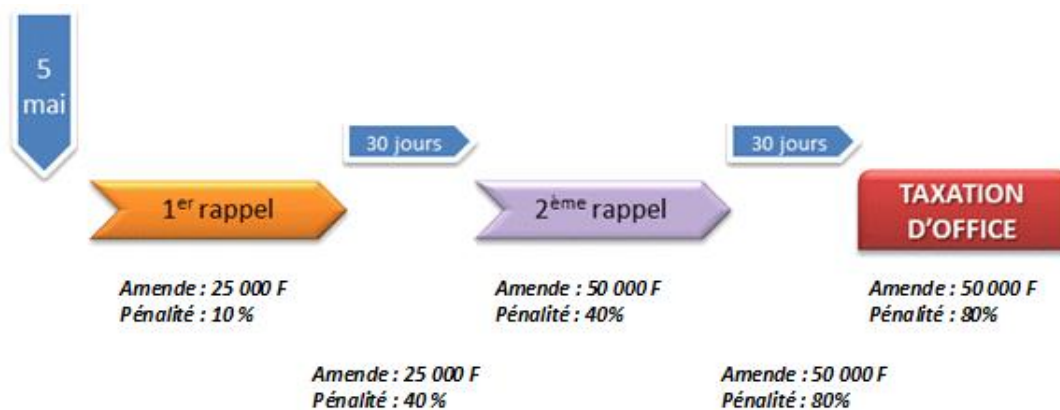 5
mai
30 jours
30 jours
1er rappel
2ème rappel
TAXATION
D'OFFICE
Amende : 25 000 F
Pénalité : 10 %
Amende : 50 000 F
Pénalité : 40%
Amende : 50 000 F
Pénalité : 80%
Amende : 25 000 F
Pénalité : 40 %
Amende : 50 000 F
Pénalité : 80%